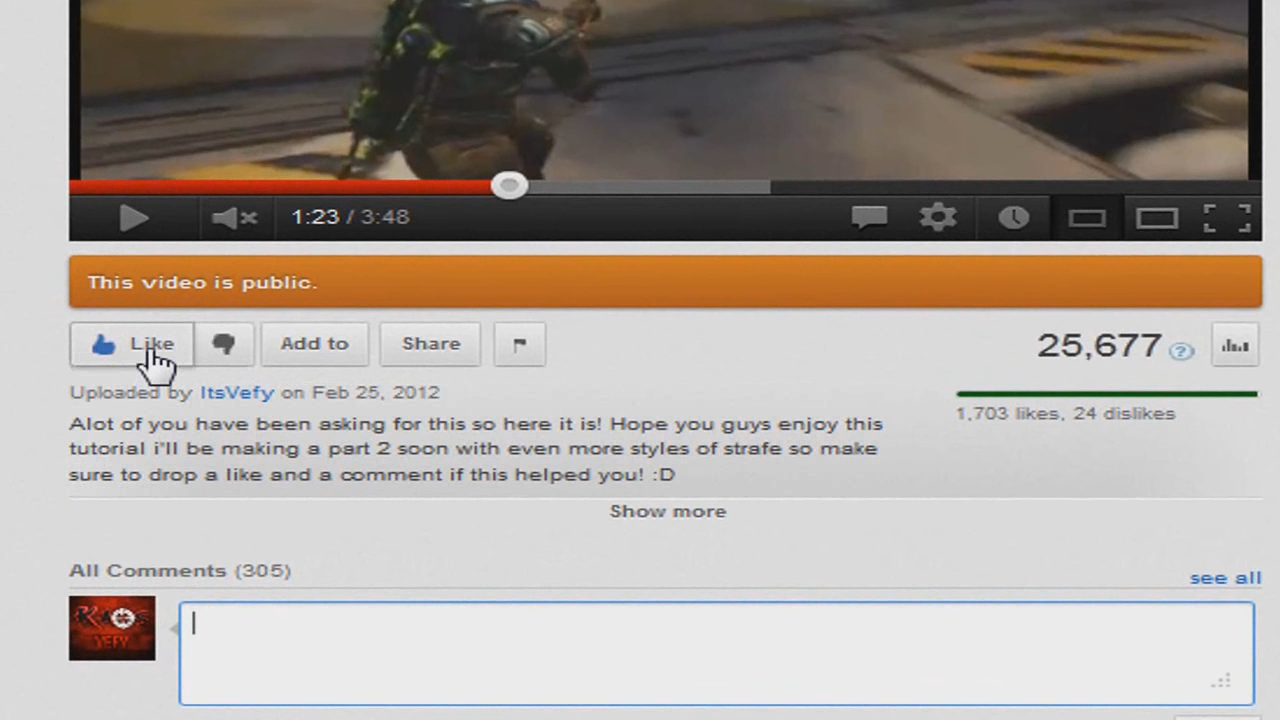 1:23 / 3:48
This video is public.
Like
Add to
Share
25,677
Uploaded by ItsVefy on Feb 25, 2012
1,703 likes, 24 dislikes
Alot of you have been asking for this so here it is! Hope you guys enjoy this
tutorial i'll be making a part 2 soon with even more styles of strafe so make
sure to drop a like and a comment if this helped you! :D
Show more
All Comments (305)
see all
VEFY